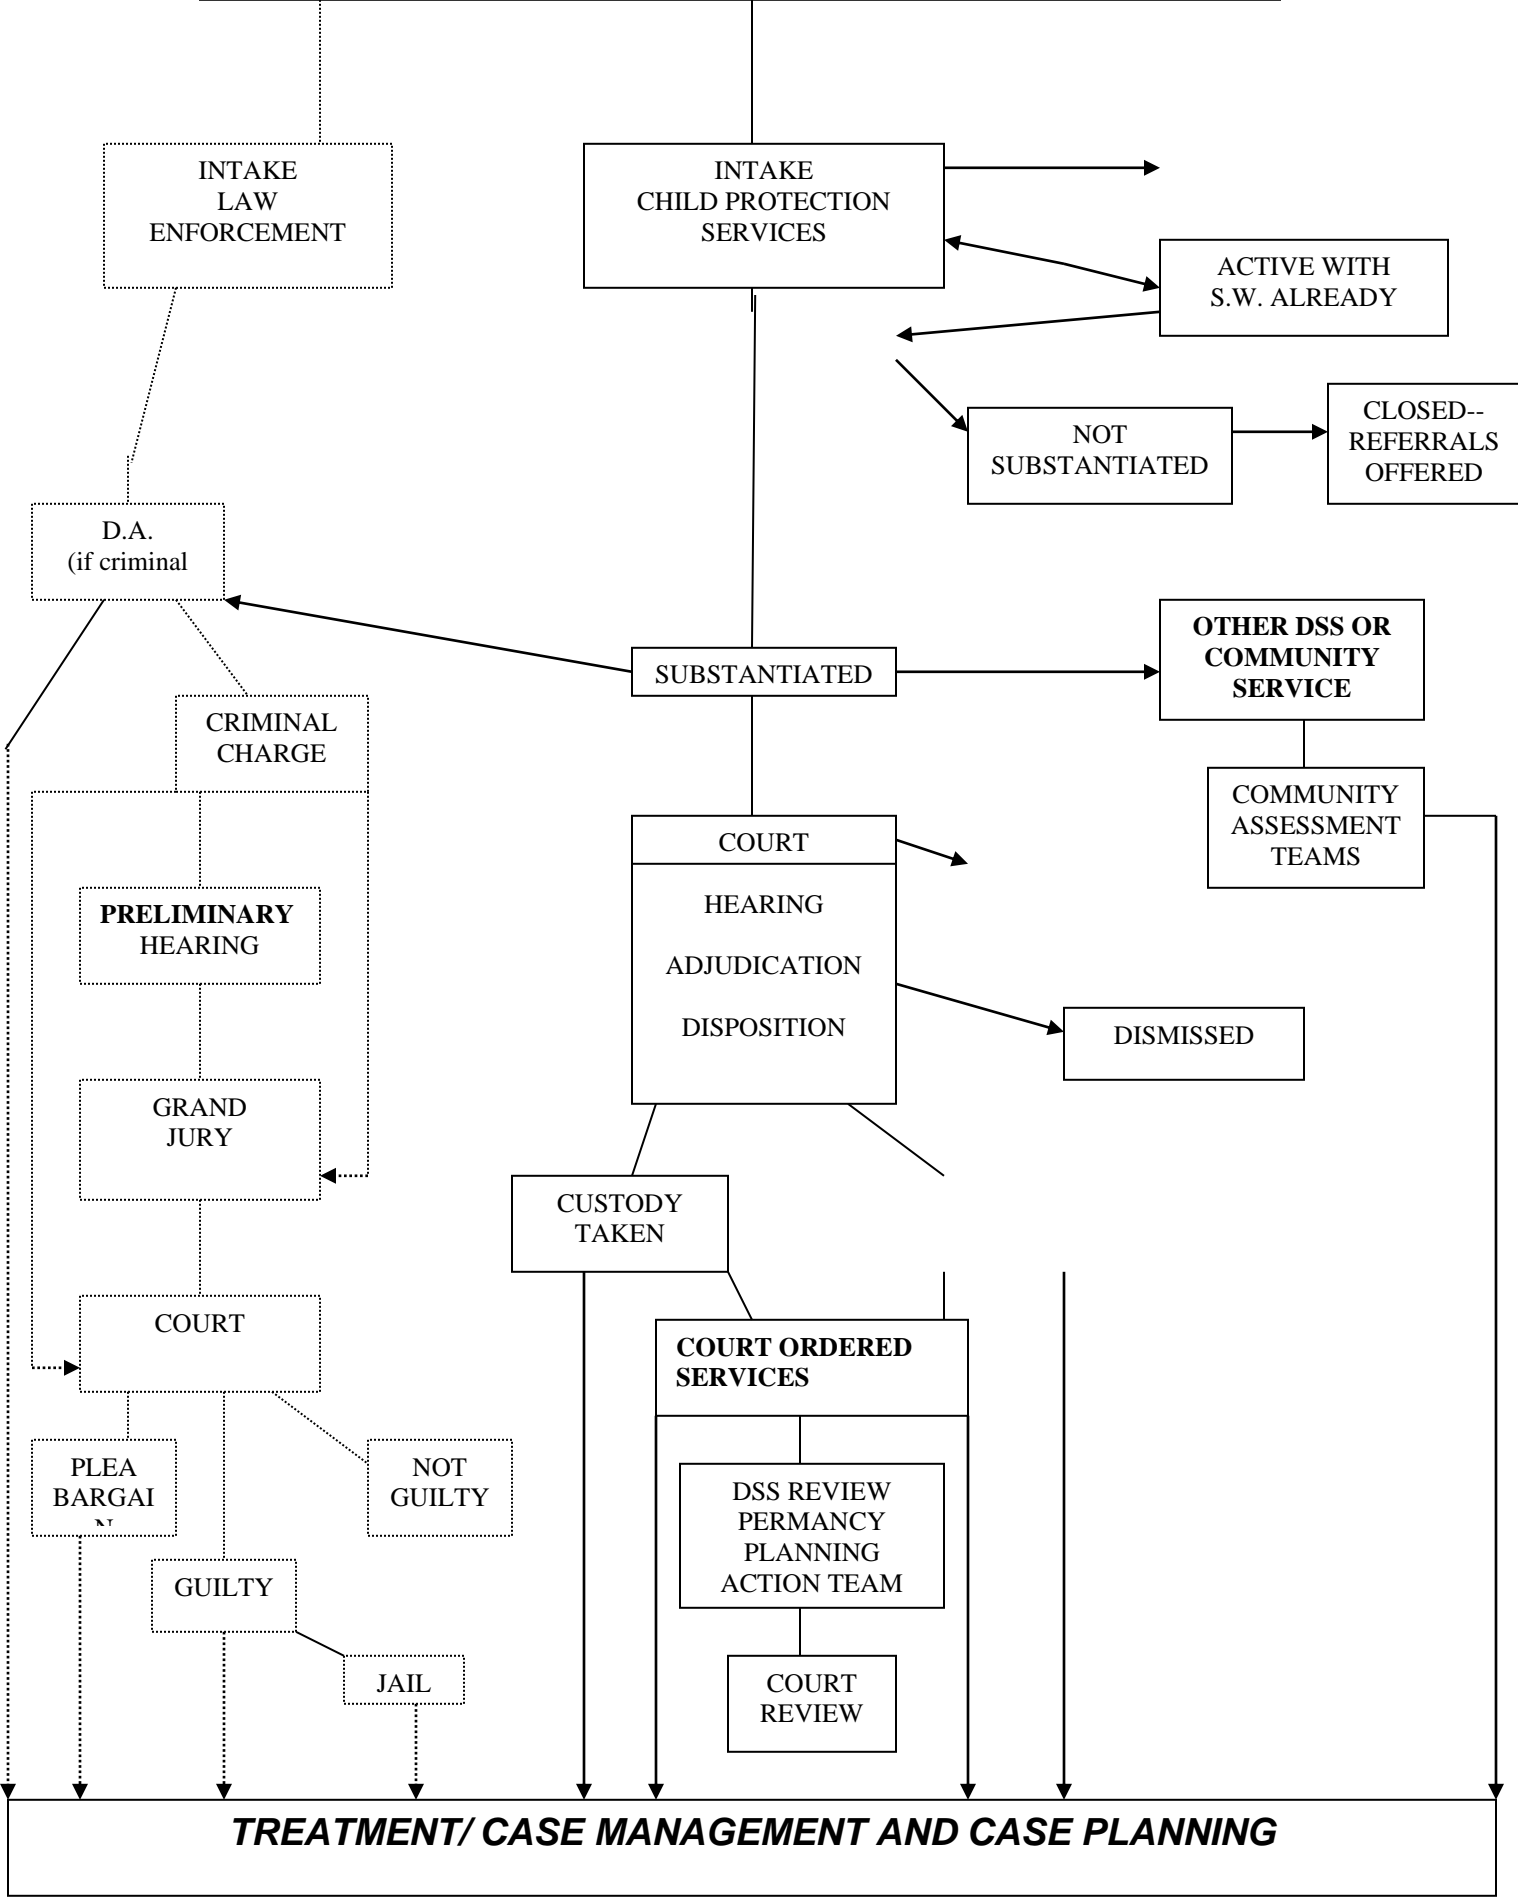 INTAKE
LAW
ENFORCEMENT
INTAKE
CHILD PROTECTION
SERVICES
ACTIVE WITH
S.W. ALREADY
NOT
SUBSTANTIATED
CLOSED--
REFERRALS
OFFERED
D.A.
(if criminal
SUBSTANTIATED
OTHER DSS OR
COMMUNITY
SERVICE
CRIMINAL
CHARGE
COMMUNITY
ASSESSMENT
TEAMS
COURT
HEARING
ADJUDICATION
DISPOSITION
PRELIMINARY
HEARING
DISMISSED
GRAND
JURY
CUSTODY
TAKEN
COURT
COURT ORDERED
SERVICES
PLEA
BARGAI
N
NOT
GUILTY
DSS REVIEW
PERMANCY
PLANNING
ACTION TEAM
GUILTY
JAIL
COURT
REVIEW
TREATMENT/ CASE MANAGEMENT AND CASE PLANNING